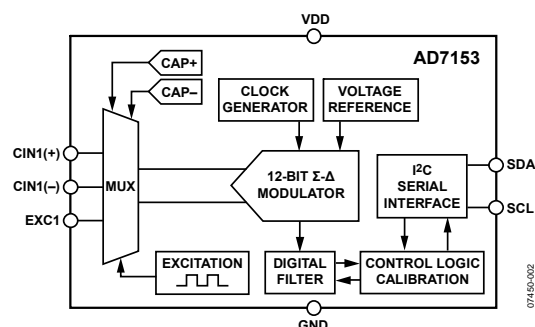 VDD
AD7153
CAP+
CAP–
CLOCK
GENERATOR
VOLTAGE
REFERENCE
CIN1(+)
CIN1(–)
EXC1
MUX
12-BIT Σ-Δ
MODULATOR
I²C
SERIAL
INTERFACE
SDA
SCL
EXCITATION
DIGITAL
FILTER
CONTROL LOGIC
CALIBRATION
GND
07450-002